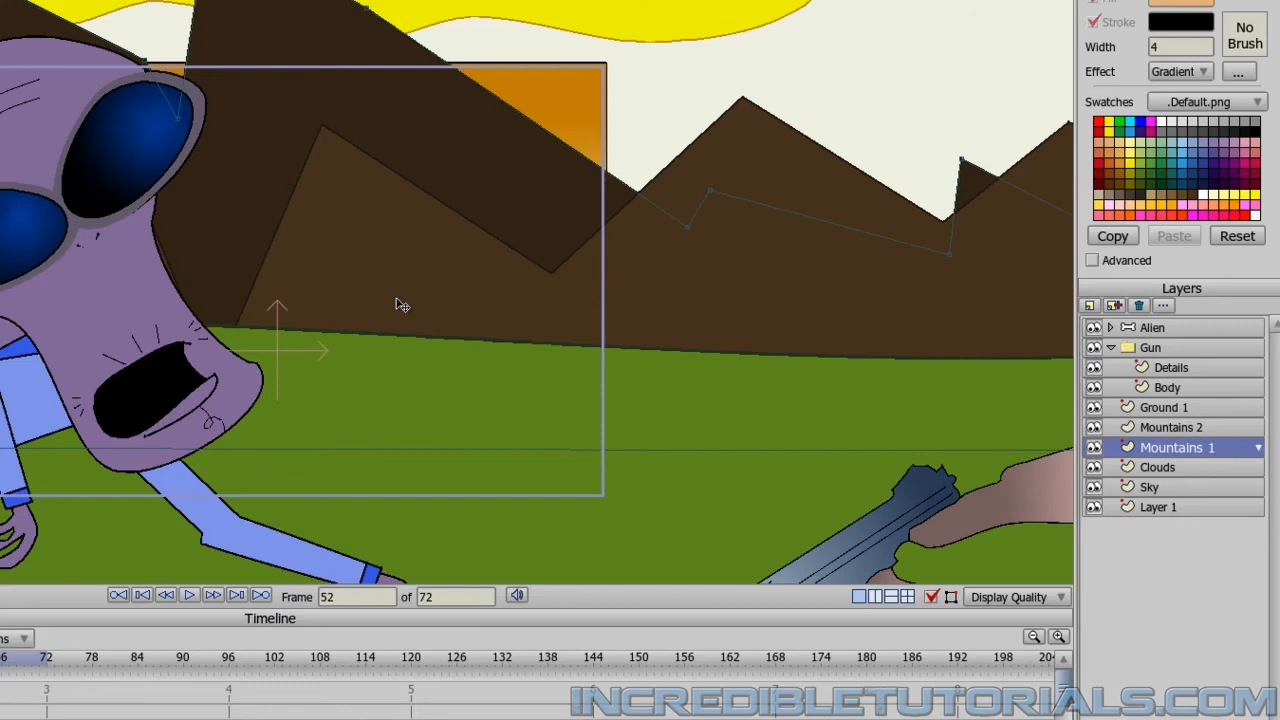 Stroke
No
Brush
Width
4
Effect
Gradient
...
Swatches
.Default.png
Copy
Paste
Reset
Advanced
Layers
Alien
Gun
Details
Body
Ground 1
Mountains 2
Mountains 1
Clouds
Sky
Layer 1
Frame
52
of
72
Display Quality
Timeline
72 78 84 90 96 102 108 114 120 126 132 138 144 150 156 162 168 174 180 186 192 198
3 4 5
INCREDIBLETUTORIALS.COM